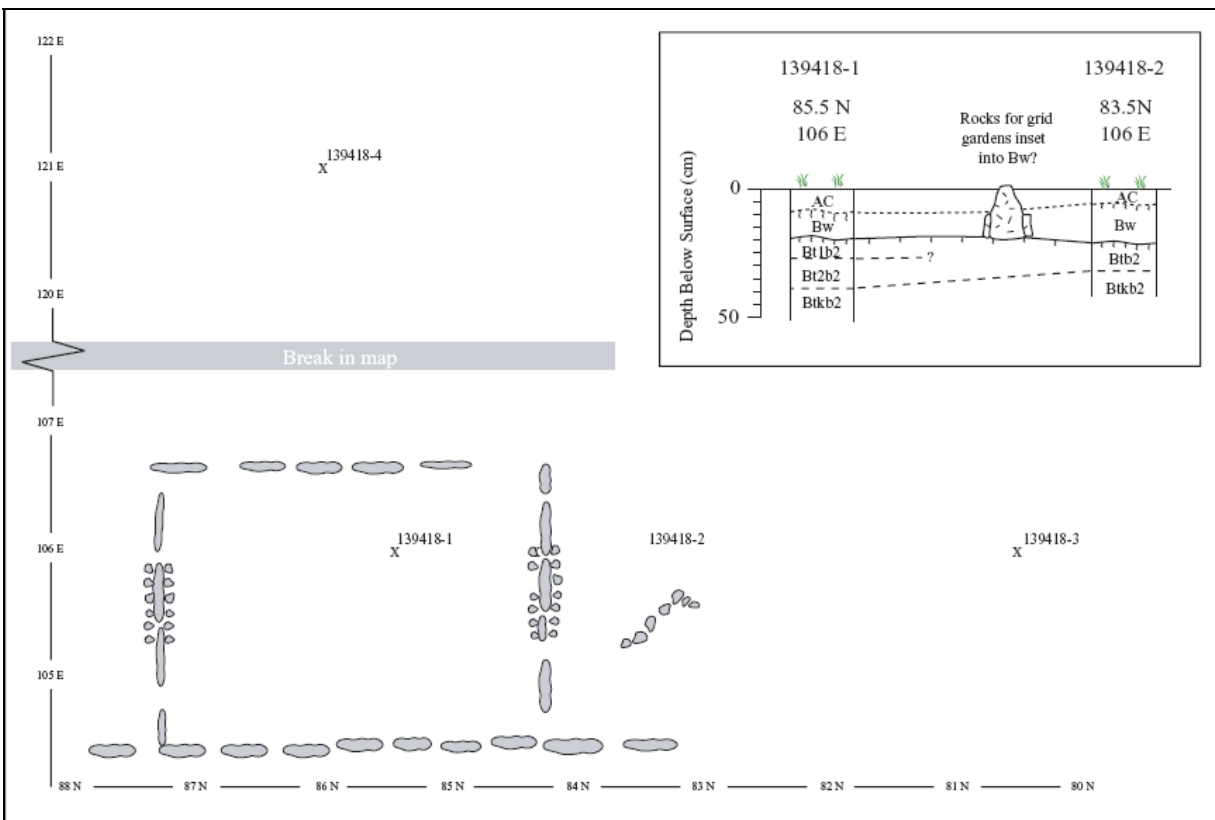 122 E
121 E
139418-4
120 E
Break in map
107 E
106 E
139418-1
139418-2
139418-3
105 E
88 N
87 N
86 N
85 N
84 N
83 N
82 N
81 N
80 N
139418-1
139418-2
85.5 N
83.5N
106 E
106 E
Rocks for grid
gardens inset
into Bw?
Depth Below Surface (cm)
0
50
AC
Bw
Bt1b2
Bt2b2
Btkb2
?
AC
Bw
Btb2
Btkb2
X
X
X